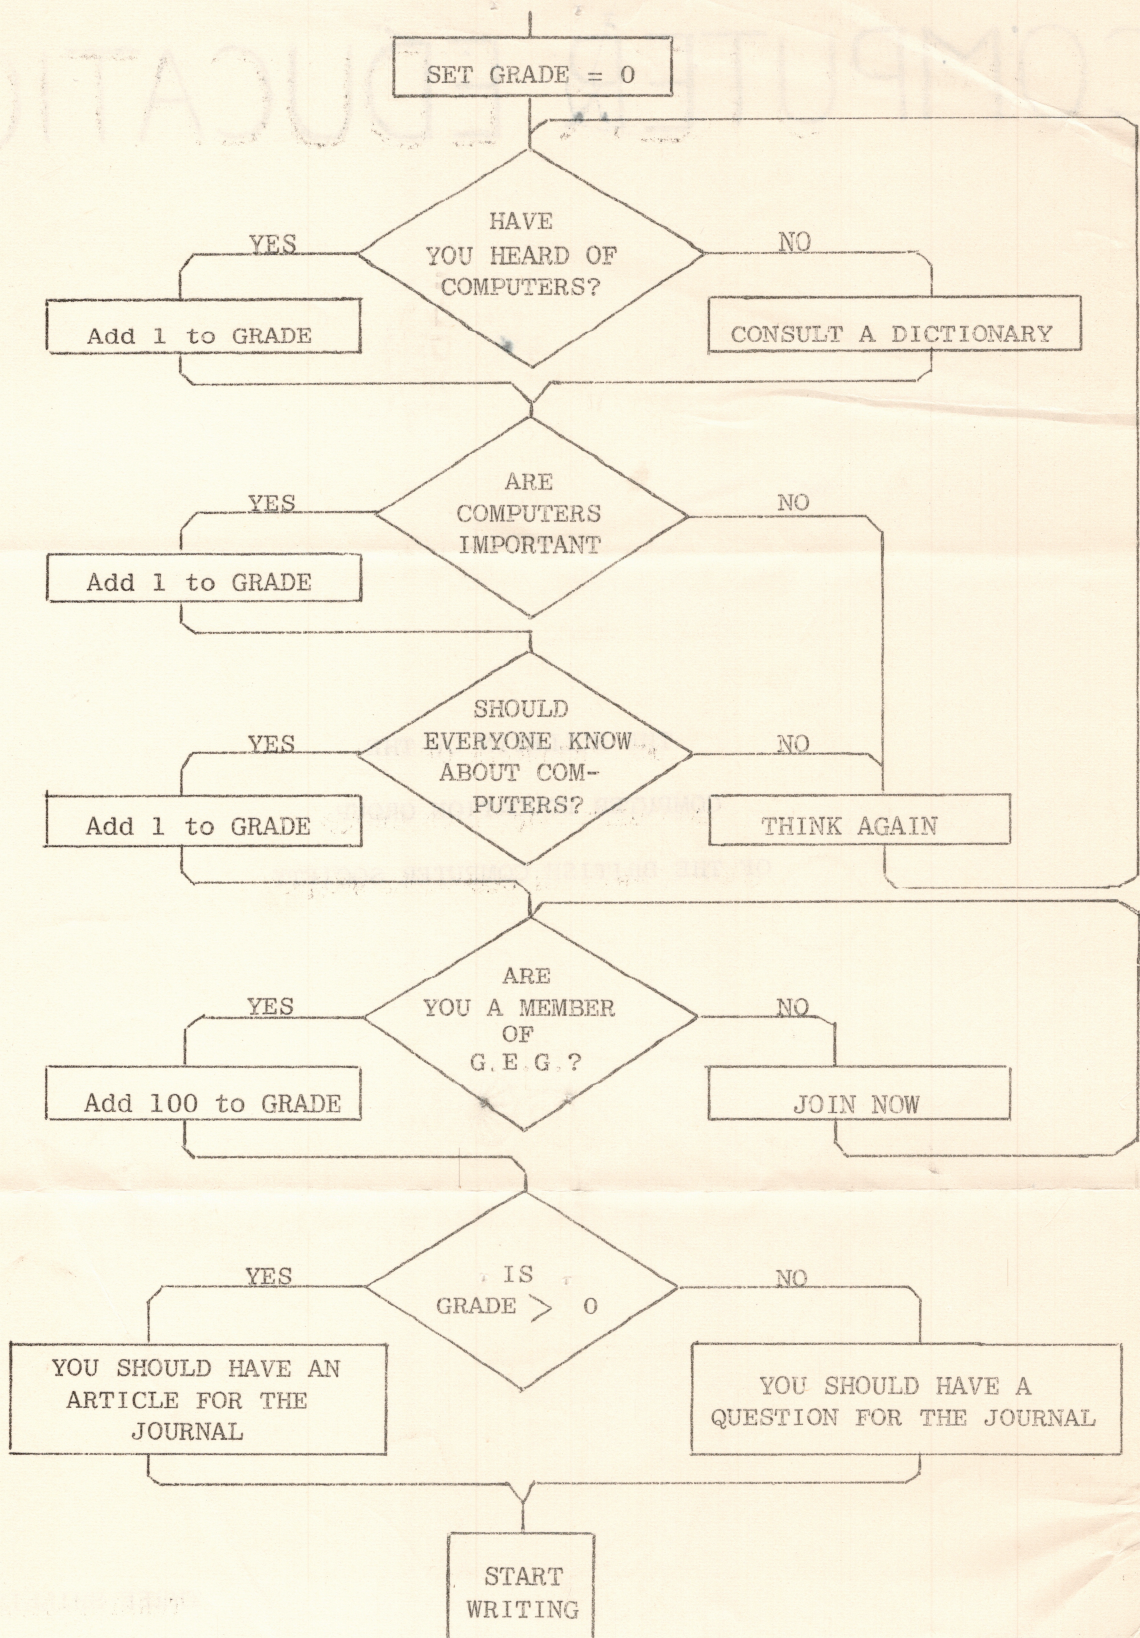 SET GRADE = 0
HAVE
YOU HEARD OF
COMPUTERS?
YES
NO
Add 1 to GRADE
CONSULT A DICTIONARY
ARE
COMPUTERS
IMPORTANT
YES
NO
Add 1 to GRADE
SHOULD
EVERYONE KNOW
ABOUT COM-
PUTERS?
YES
NO
Add 1 to GRADE
THINK AGAIN
ARE
YOU A MEMBER
OF
G.E.G.?
YES
NO
Add 100 to GRADE
JOIN NOW
IS
GRADE > 0
YES
NO
YOU SHOULD HAVE AN
ARTICLE FOR THE
JOURNAL
YOU SHOULD HAVE A
QUESTION FOR THE JOURNAL
START
WRITING